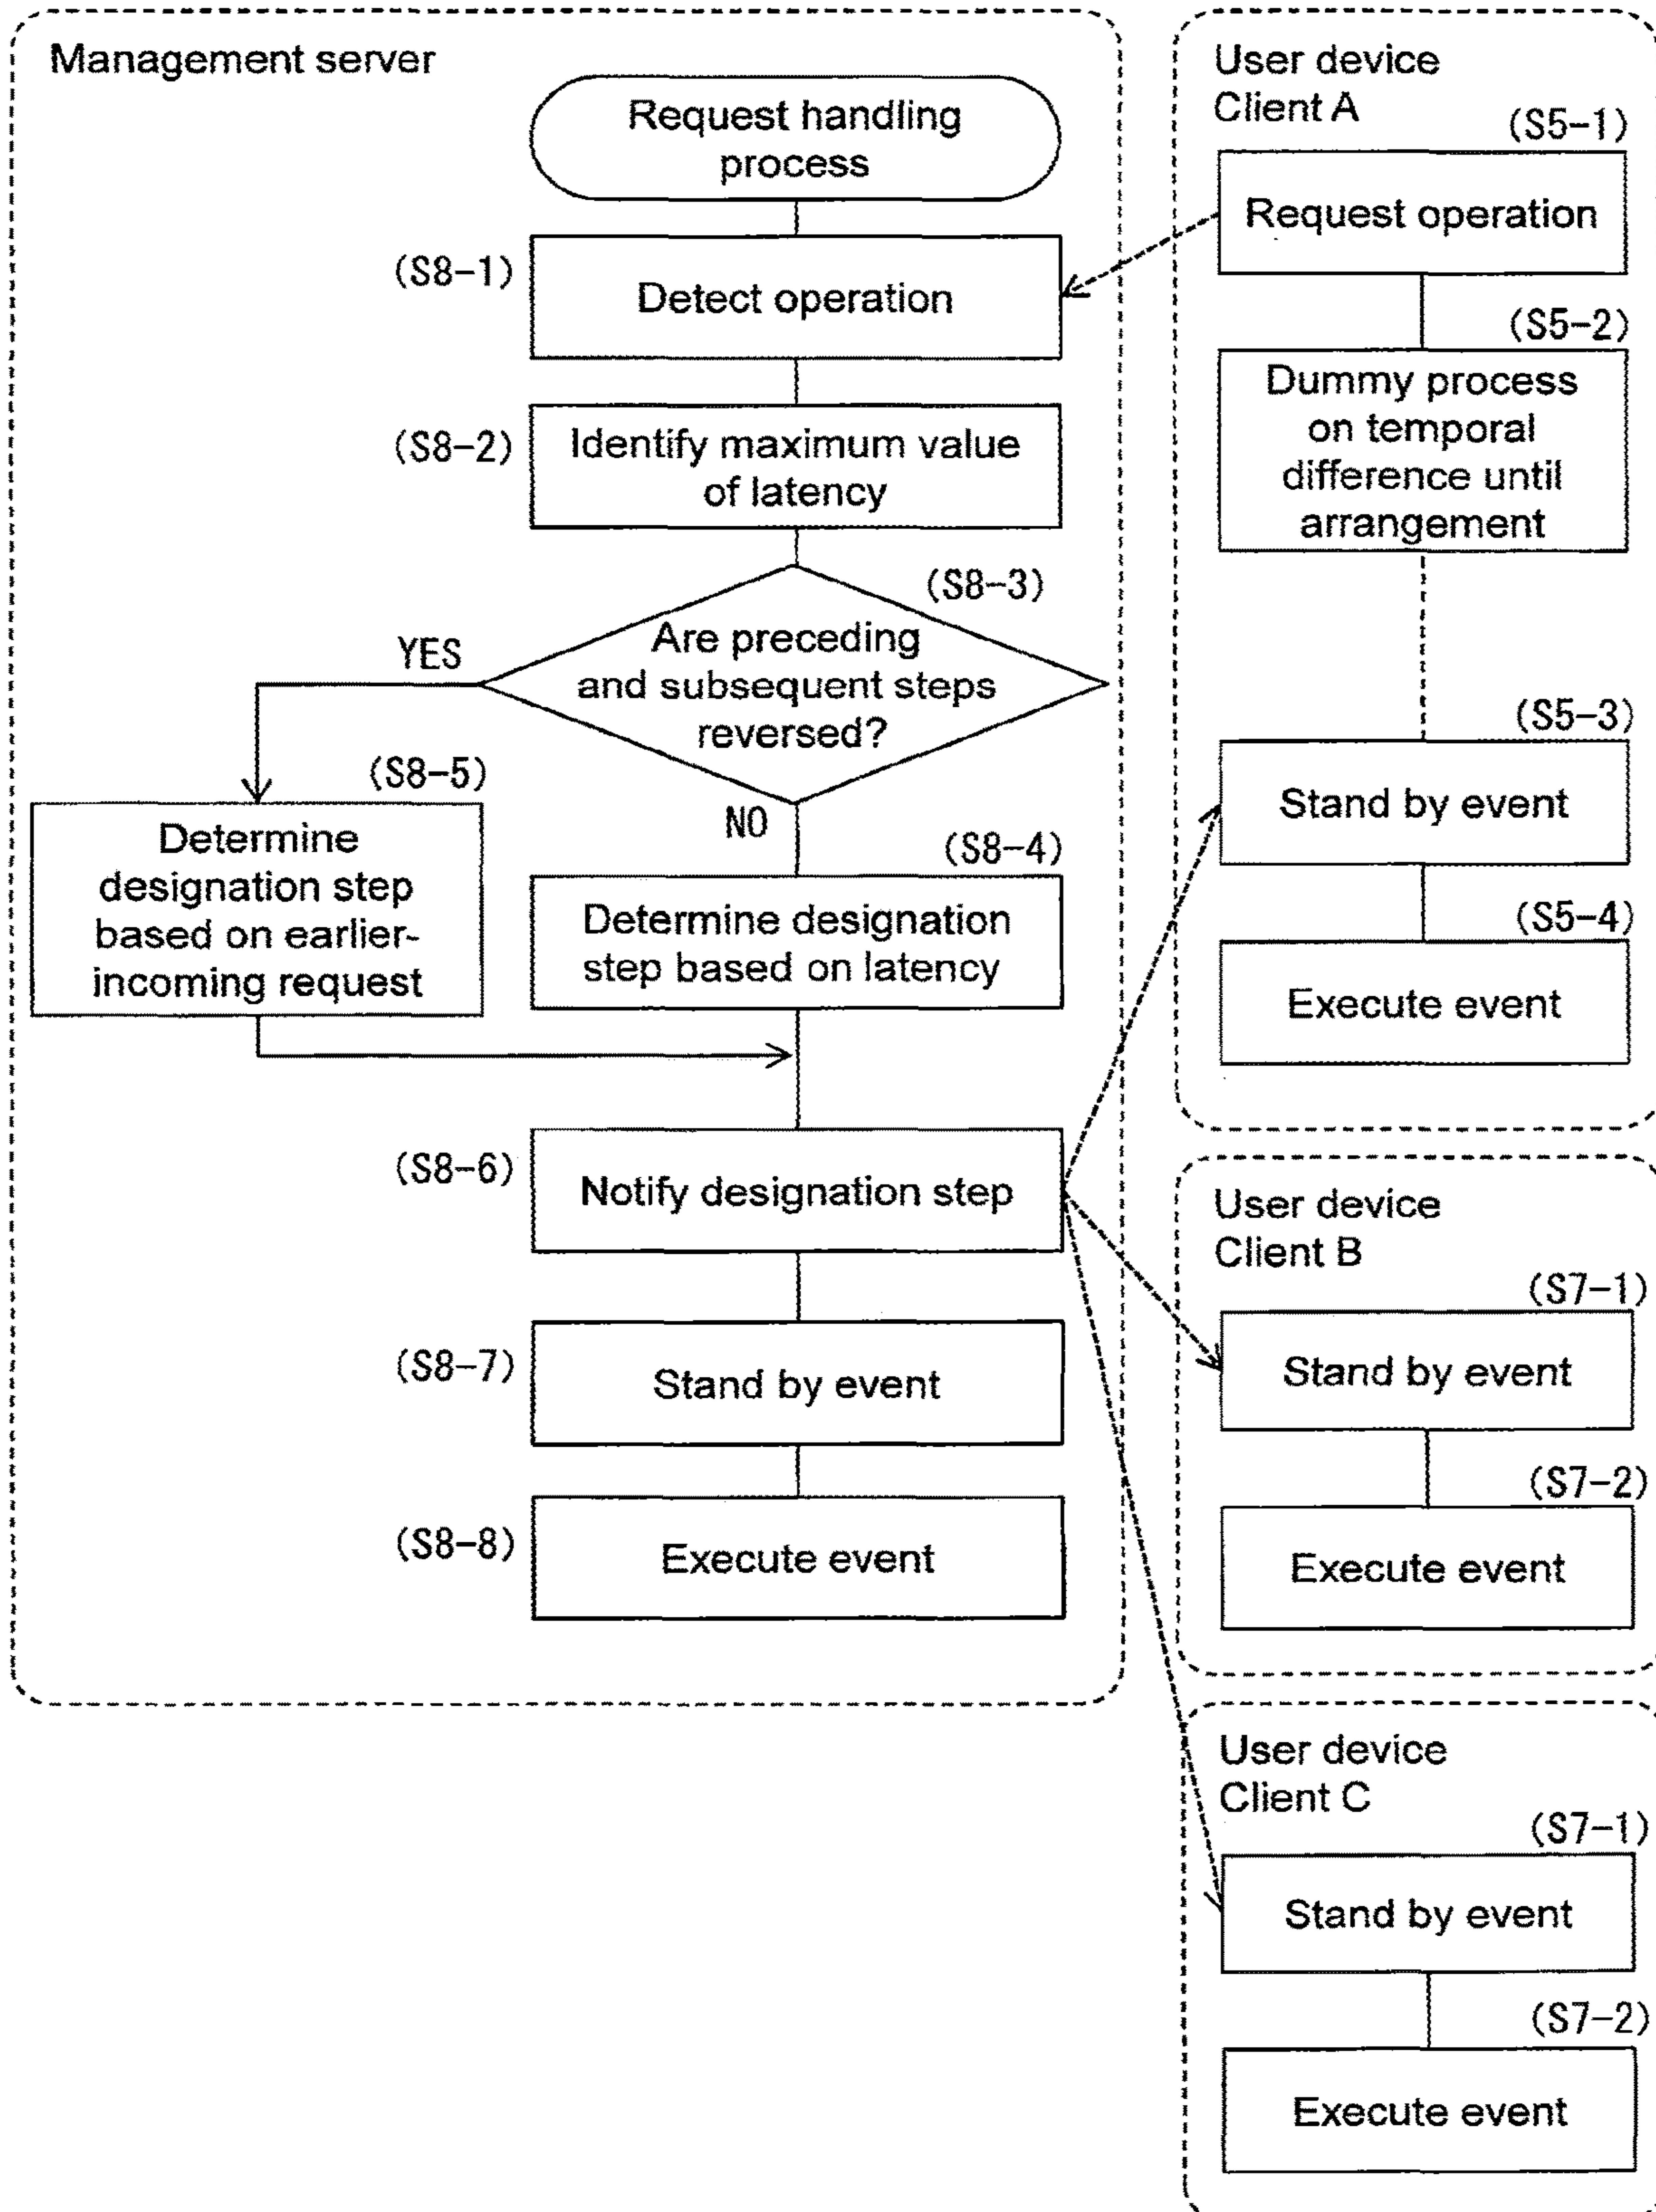 Management server
Request handling
process
(S8-1)
Detect operation
(S8-2)
Identify maximum value
of latency
(S8-3)
Are preceding
and subsequent steps
reversed?
YES
NO
(S8-5)
Determine
designation step
based on earlier-
incoming request
(S8-4)
Determine designation
step based on latency
(S8-6)
Notify designation step
(S8-7)
Stand by event
(S8-8)
Execute event
User device
Client A
(S5-1)
Request operation
(S5-2)
Dummy process
on temporal
difference until
arrangement
(S5-3)
Stand by event
(S5-4)
Execute event
User device
Client B
(S7-1)
Stand by event
(S7-2)
Execute event
User device
Client C
(S7-1)
Stand by event
(S7-2)
Execute event